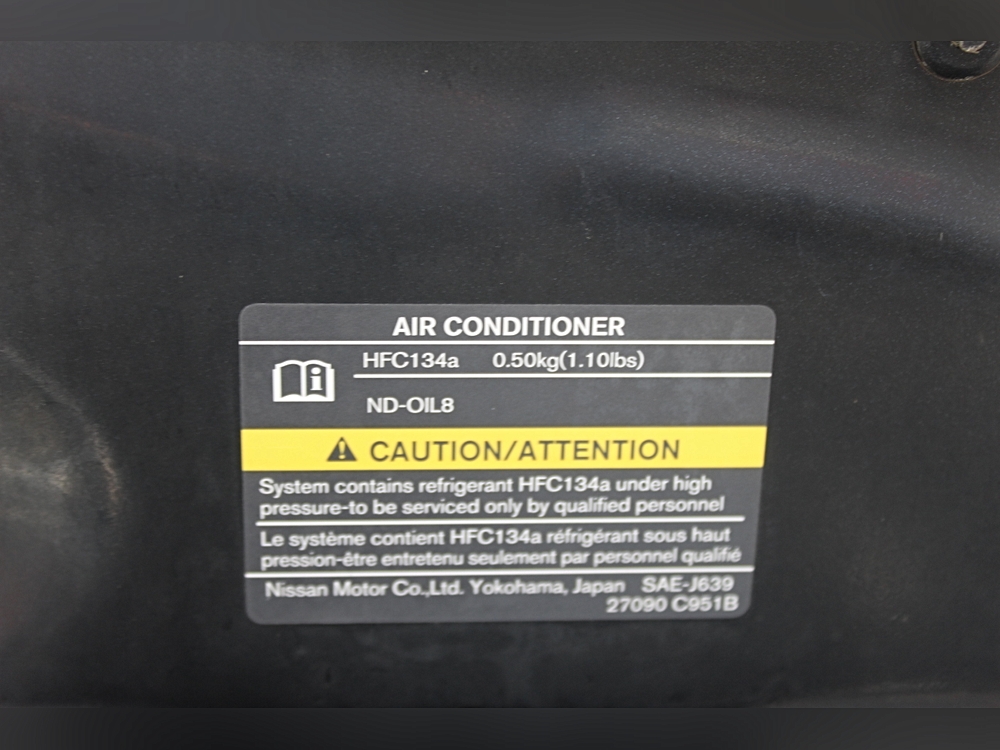 AIR CONDITIONER
HFC134a 0.50kg(1.10lbs)
ND-OIL8
CAUTION/ATTENTION
System contains refrigerant HFC134a under high
pressure-to be serviced only by qualified personnel
Le système contient HFC134a réfrigérant sous haut
pression-être entretenu seulement par personnel qualifié
Nissan Motor Co.,Ltd. Yokohama, Japan SAE-J639
27090 C951B